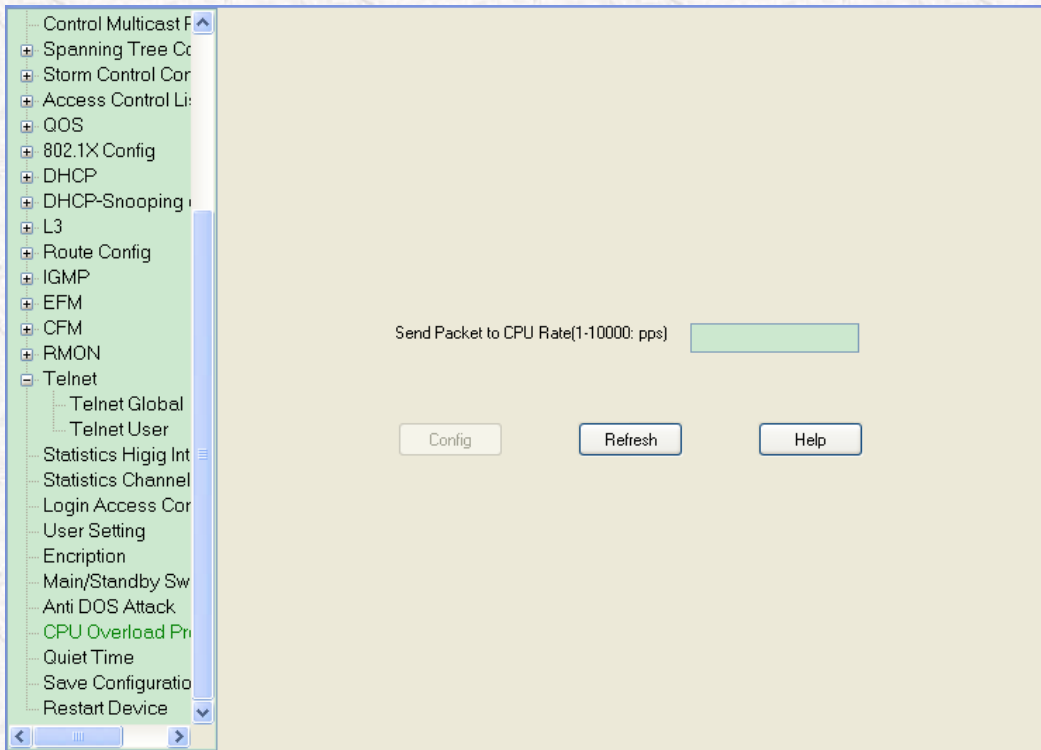 Control Multicast
Spanning Tree Co
Storm Control Cor
Access Control Li
QOS
802.1X Config
DHCP
DHCP-Snooping
L3
Route Config
IGMP
EFM
CFM
RMON
Telnet
Telnet Global
Telnet User
Statistics Higig Int
Statistics Channel
Login Access Cor
User Setting
Encription
Main/Standby Sw
Anti DOS Attack
CPU Overload Pr
Quiet Time
Save Configuratio
Restart Device
Send Packet to CPU Rate(1-10000: pps)
Config Refresh Help